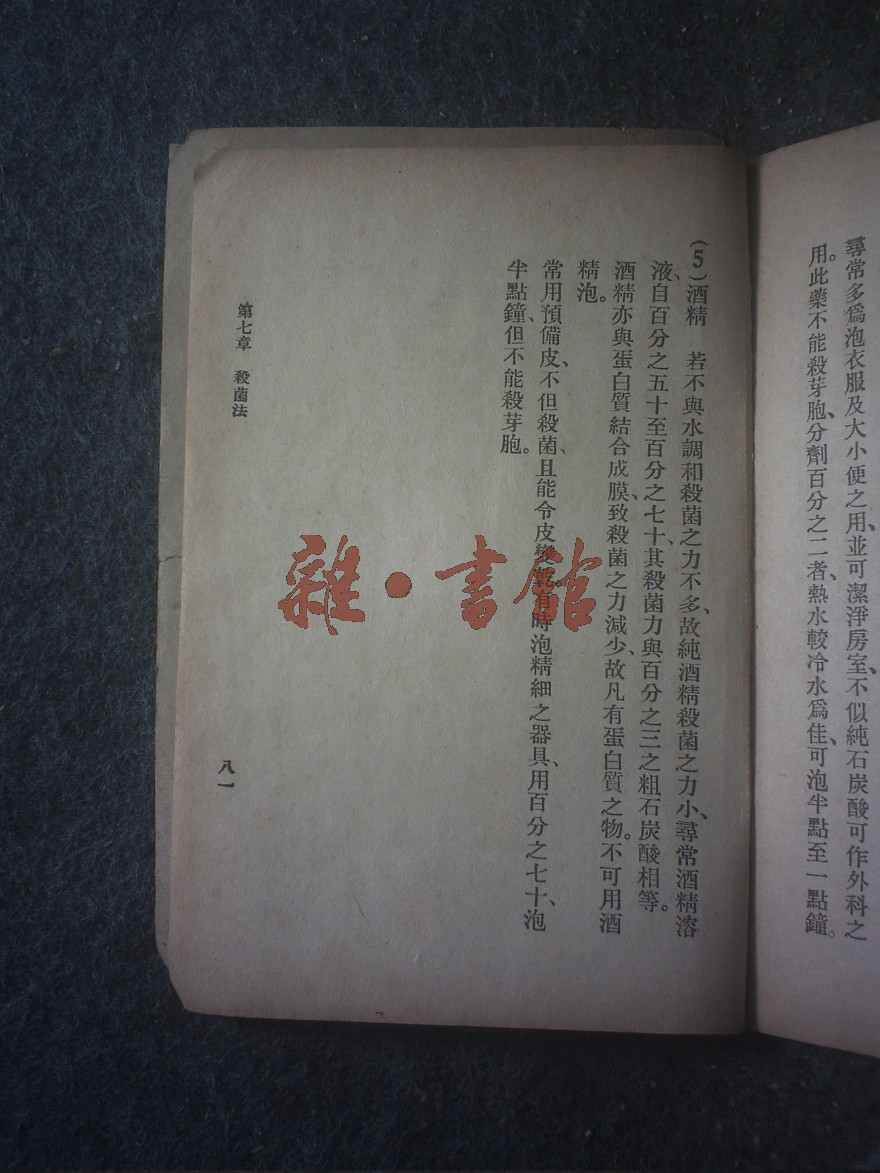 尋常多爲泡衣服及大小便之用、並可潔淨房室、不似純石炭酸可作外科之
用。此藥不能殺芽胞、分劑百分之二者、熱水較冷水爲佳、可泡半點至一點鐘。
(5)酒精　若不與水調和殺菌之力不多、故純酒精殺菌之力小、尋常酒精溶
液、自百分之五十至百分之七十、其殺菌力與百分之三之粗石炭酸相等。
酒精亦與蛋白質結合成膜、致殺菌之力減少、故凡有蛋白質之物。不可用酒
精泡。
常用預備皮、不但殺菌、且能令皮變乾有時泡精細之器具、用百分之七十、泡
半點鐘、但不能殺芽胞。
第七章　殺菌法
八一
雜·書館